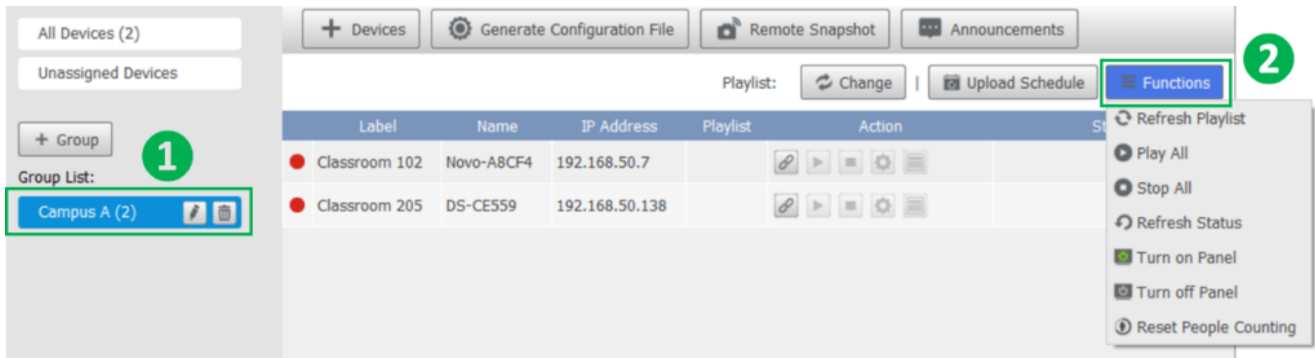 All Devices (2)
Unassigned Devices
+ Group
1
Group List:
Campus A (2)
+ Devices
Generate Configuration File
Remote Snapshot
Announcements
Playlist:
Change
|
Upload Schedule
Functions
2
Label Name IP Address Playlist Action St
Classroom 102 Novo-A8CF4 192.168.50.7
Classroom 205 DS-CE559 192.168.50.138
Refresh Playlist
Play All
Stop All
Refresh Status
Turn on Panel
Turn off Panel
Reset People Counting